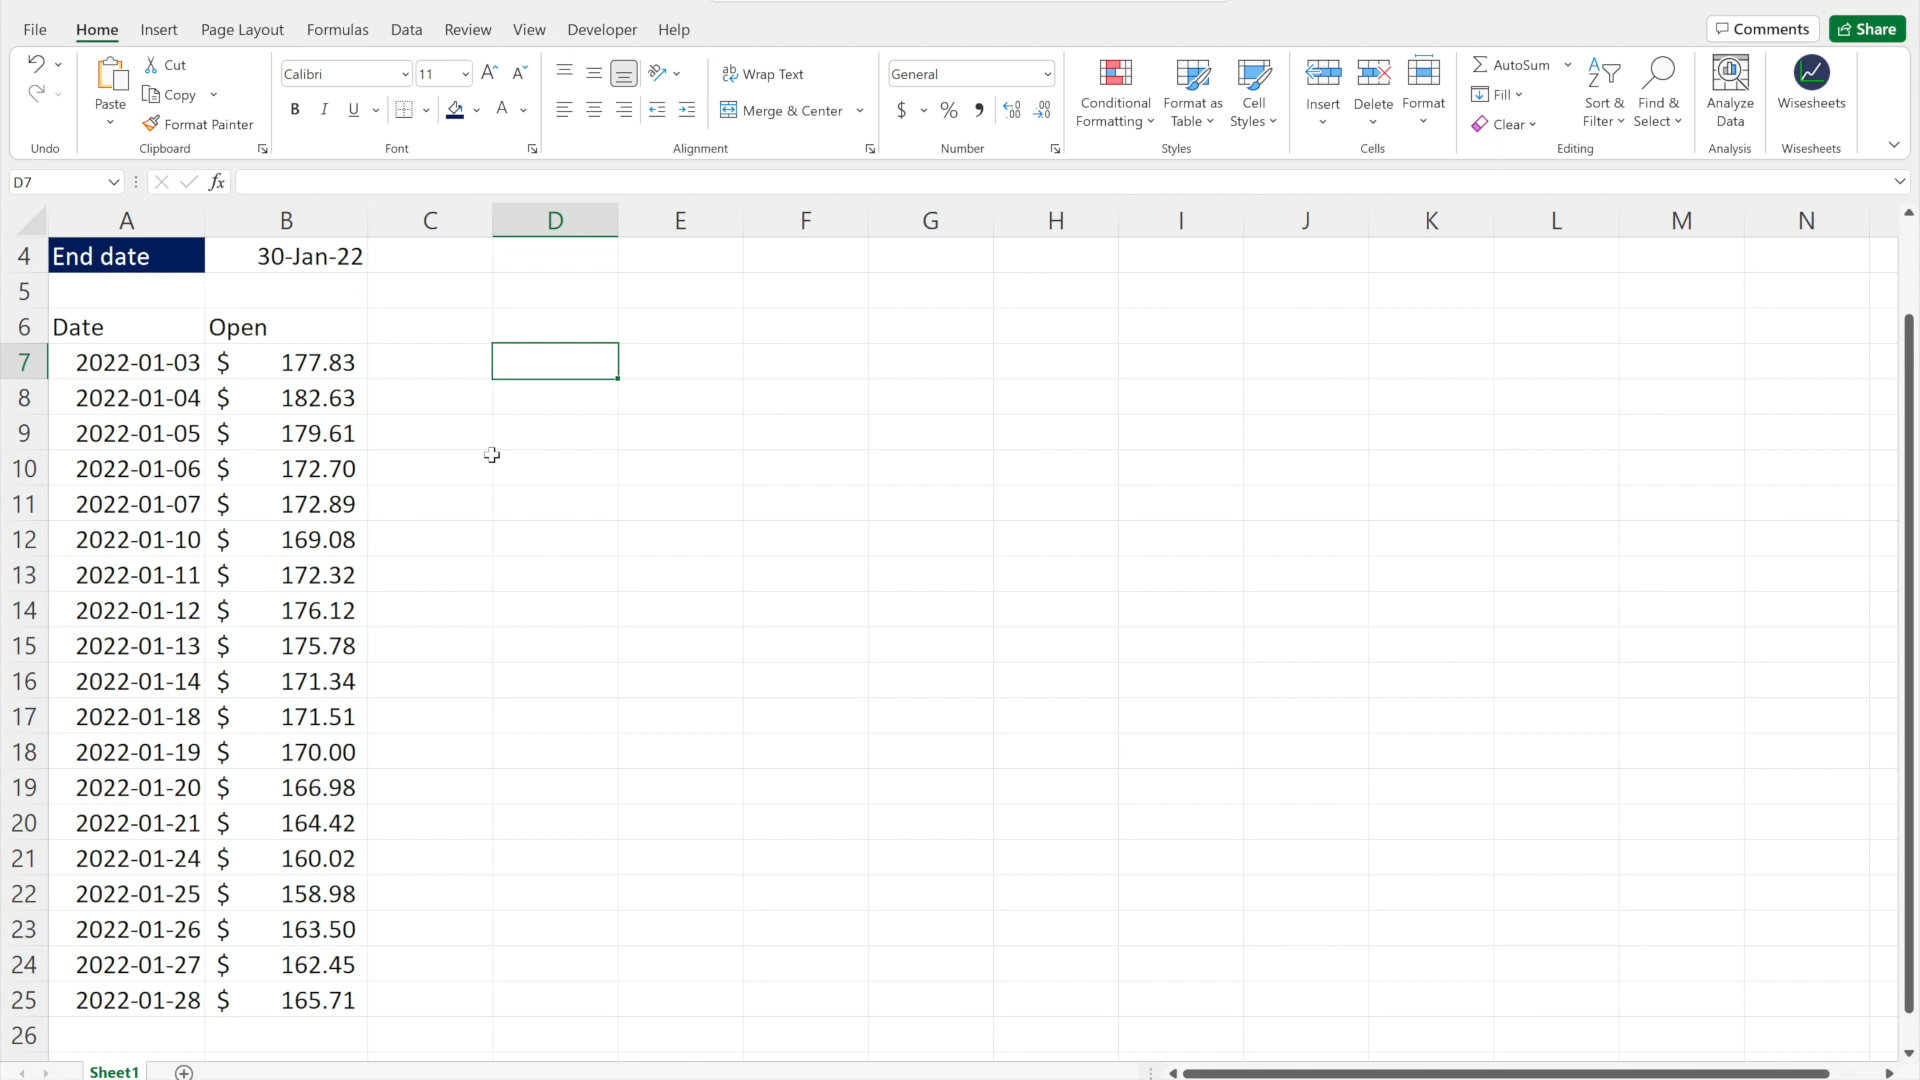 File Home Insert Page Layout Formulas Data Review View Developer Help Comments Share
Cut
Copy
Format Painter
Paste
Calibri 11
B I U A
Wrap Text
Merge & Center
General
$ % ,
Conditional Formatting
Format as Table
Cell Styles
Insert
Delete
Format
AutoSum
Fill
Clear
Sort & Filter
Find & Select
Analyze Data
Wisesheets
Undo Clipboard Font Alignment Number Styles Cells Editing Analysis Wisesheets
D7 fx
A B C D E F G H I J K L M N
4 End date 30-Jan-22
5
6 Date Open
7 2022-01-03 $ 177.83
8 2022-01-04 $ 182.63
9 2022-01-05 $ 179.61
10 2022-01-06 $ 172.70
11 2022-01-07 $ 172.89
12 2022-01-10 $ 169.08
13 2022-01-11 $ 172.32
14 2022-01-12 $ 176.12
15 2022-01-13 $ 175.78
16 2022-01-14 $ 171.34
17 2022-01-18 $ 171.51
18 2022-01-19 $ 170.00
19 2022-01-20 $ 166.98
20 2022-01-21 $ 164.42
21 2022-01-24 $ 160.02
22 2022-01-25 $ 158.98
23 2022-01-26 $ 163.50
24 2022-01-27 $ 162.45
25 2022-01-28 $ 165.71
26
Sheet1